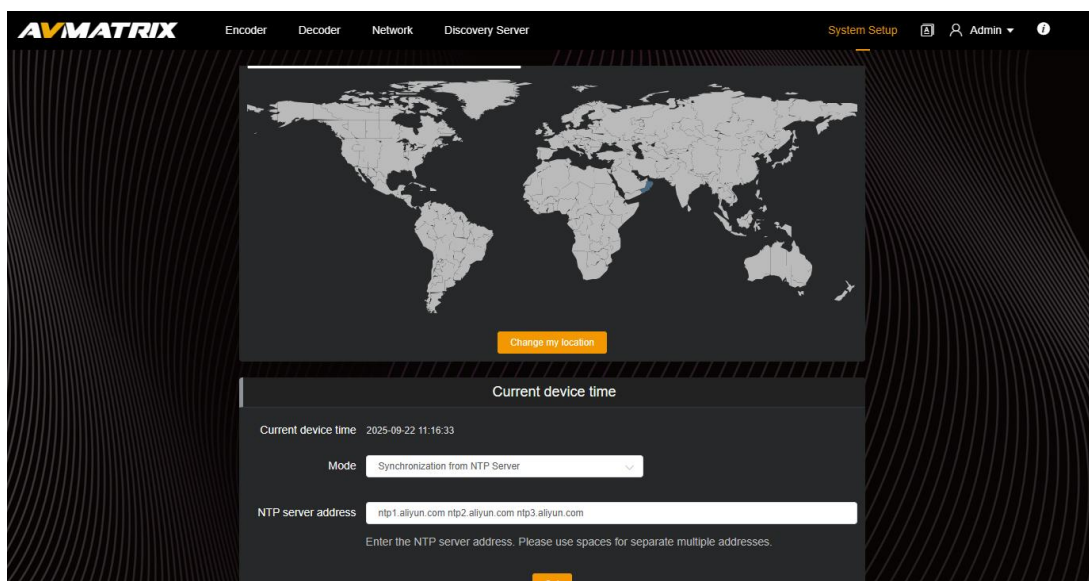 AVMATRIX Encoder Decoder Network Discovery Server System Setup A Admin i
Change my location
Current device time
Current device time 2025-09-22 11:16:33
Mode Synchronization from NTP Server
NTP server address ntp1.aliyun.com ntp2.aliyun.com ntp3.aliyun.com
Enter the NTP server address. Please use spaces for separate multiple addresses.